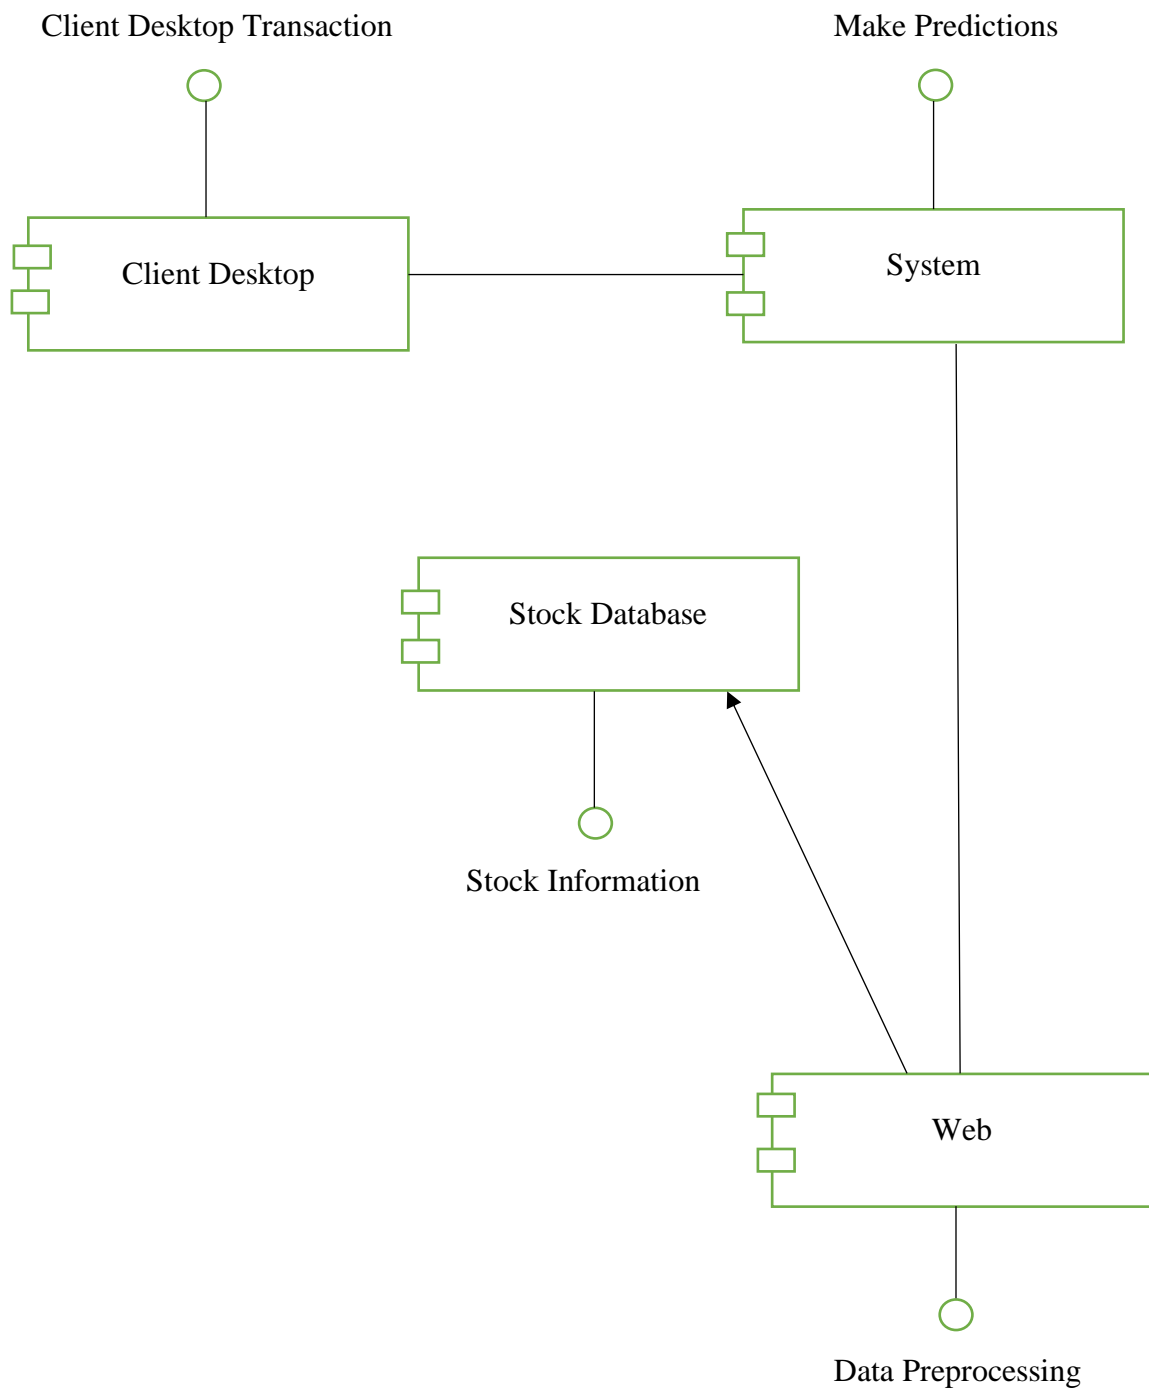 Client Desktop Transaction
Make Predictions
Client Desktop
System
Stock Database
Stock Information
Web
Data Preprocessing